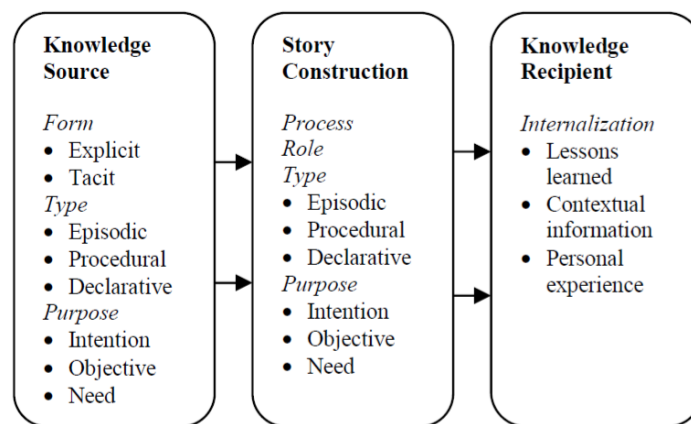 Knowledge
Source
Form
• Explicit
• Tacit
Type
• Episodic
• Procedural
• Declarative
Purpose
• Intention
• Objective
• Need
Story
Construction
Process
Role
Type
• Episodic
• Procedural
• Declarative
Purpose
• Intention
• Objective
• Need
Knowledge
Recipient
Internalization
• Lessons
learned
• Contextual
information
• Personal
experience